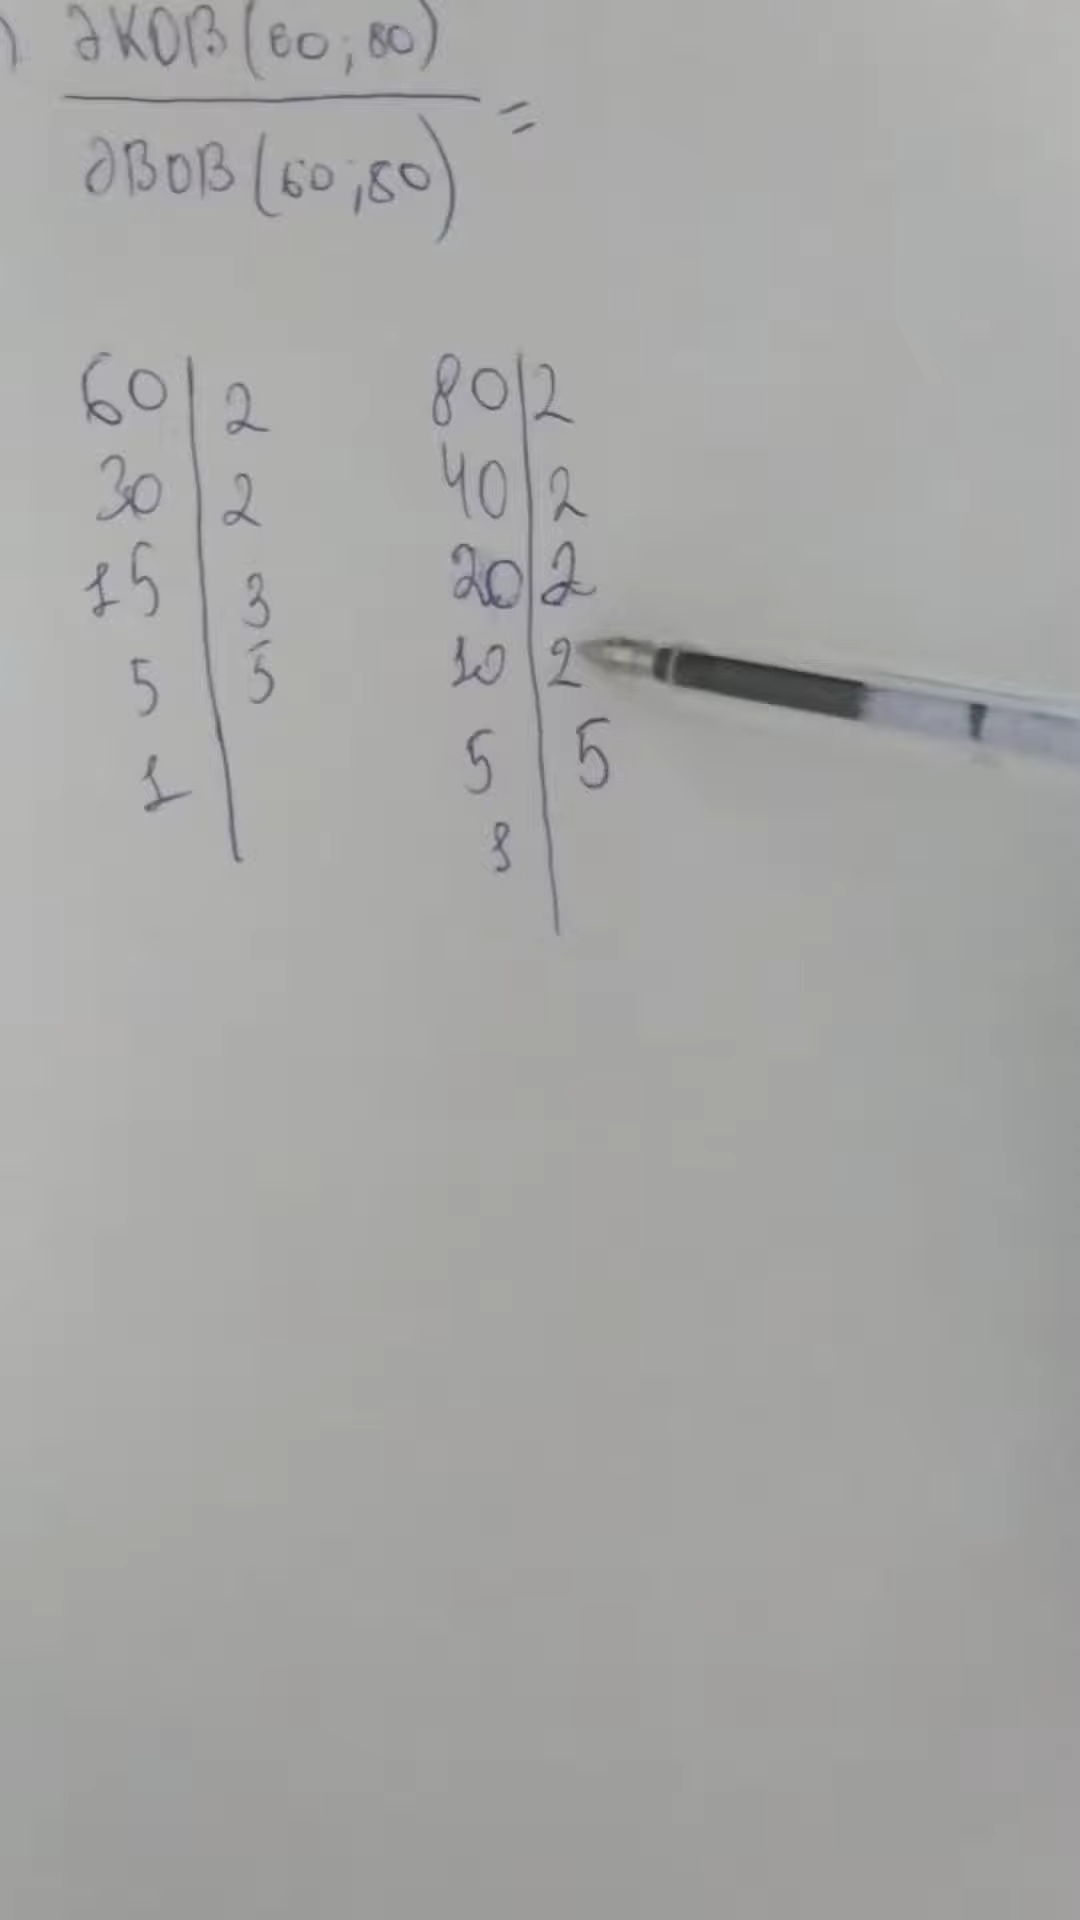 ) ƏKOB(60;80)
ƏBOB(60;80) =
60 | 2
30 | 2
15 | 3
5 | 5
1
80 | 2
40 | 2
20 | 2
10 | 2
5 | 5
1